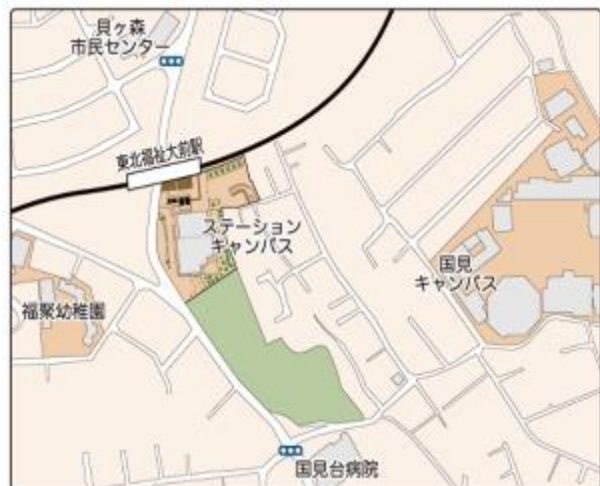 貝ヶ森
市民センター
東北福祉大前駅
ステーション
キャンパス
国見
キャンパス
福聚幼稚園
国見台病院